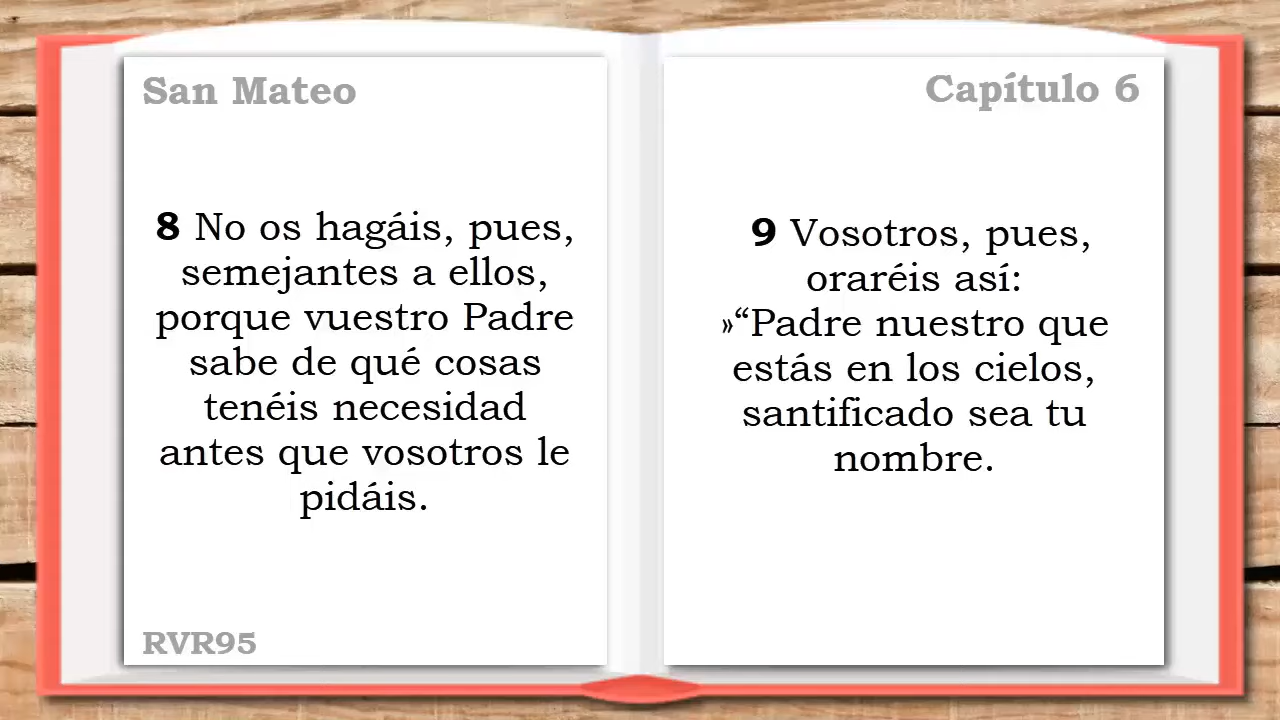 San Mateo
8 No os hagáis, pues,
semejantes a ellos,
porque vuestro Padre
sabe de qué cosas
tenéis necesidad
antes que vosotros le
pidáis.
RVR95
Capítulo 6
9 Vosotros, pues,
oraréis así:
»“Padre nuestro que
estás en los cielos,
santificado sea tu
nombre.